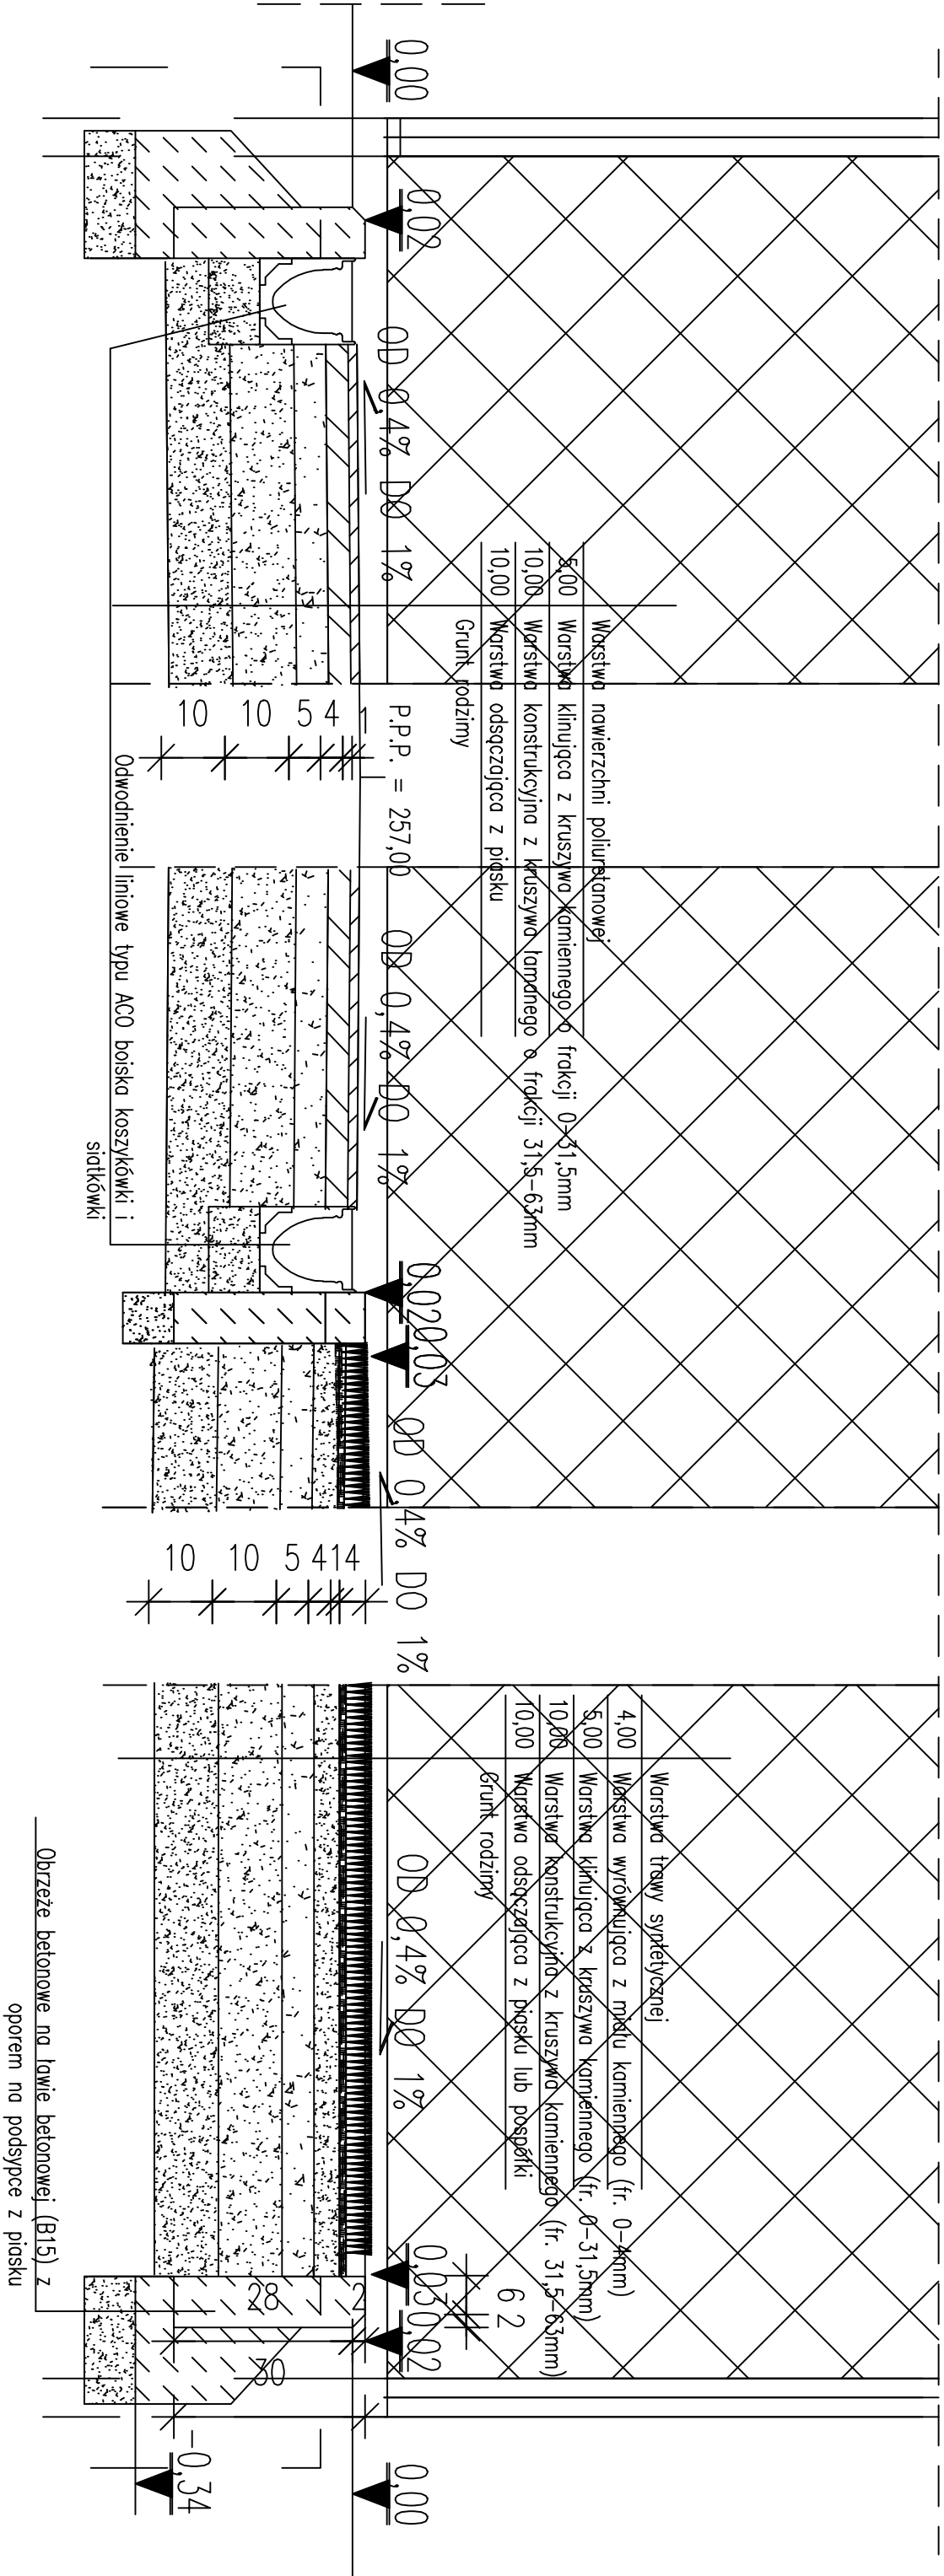 0,00
0,02
OD 0,4% DO 1%
5,00
10,00
10,00
Warstwa nawierzchni poliuretanowej
Warstwa klinująca z kruszywa kamiennego o frakcji 0-31,5mm
Warstwa konstrukcyjna z kruszywa łamanego o frakcji 31,5-63mm
Warstwa odsączająca z piasku
Grunt rodzimy
10 10 5 4 1
P.P.P. = 257,00
OD 0,4% DO 1%
Odwodnienie liniowe typu ACO boiska koszykówki i
siatkówki
0,02
0,03
OD 0,4% DO 1%
10 10 5 4 1 4
4,00
5,00
10,00
10,00
Warstwa trawy syntetycznej
Warstwa wyrównująca z miału kamiennego (fr. 0-4mm)
Warstwa klinująca z kruszywa kamiennego (fr. 0-31,5mm)
Warstwa konstrukcyjna z kruszywa kamiennego (fr. 31,5-63mm)
Warstwa odsączająca z piasku lub pospółki
Grunt rodzimy
OD 0,4% DO 1%
0,03
0,02
6 2
28 2
30
Obrzeże betonowe na ławie betonowej (B15) z
oporem na podsypce z piasku
-0,34
0,00